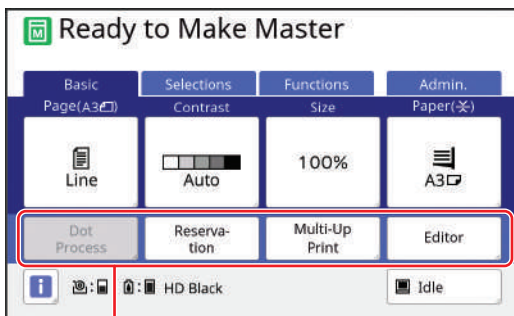 Ready to Make Master
Basic Selections Functions Admin.
Page(A3) Contrast Size Paper(※)
Line Auto 100% A3
Dot Process Reserva-tion Multi-Up Print Editor
i : : HD Black Idle